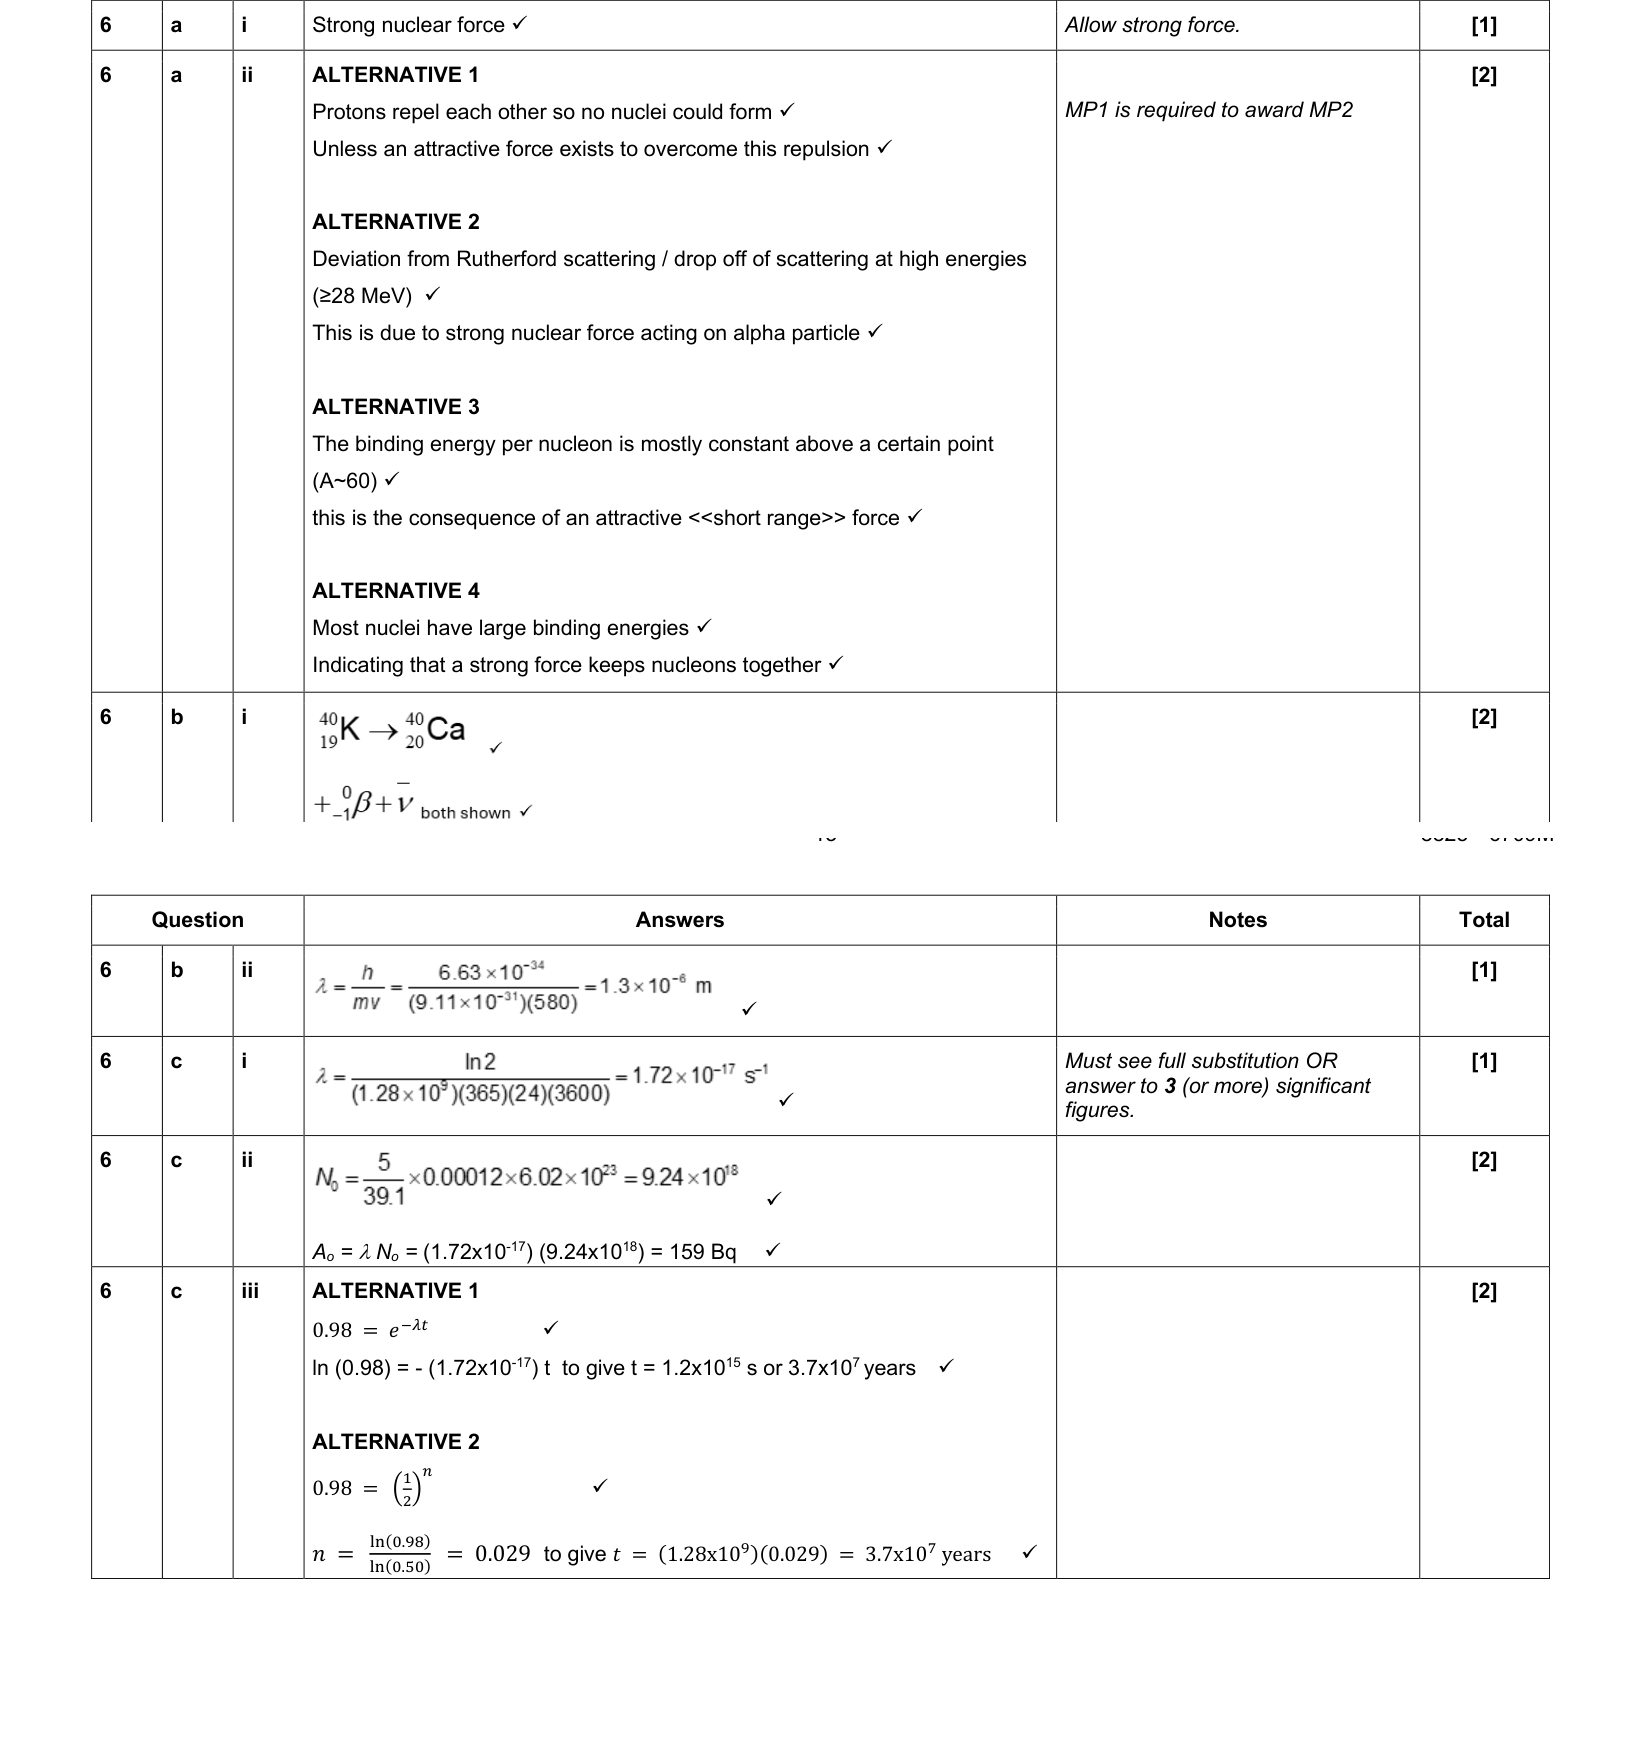 6 a i Strong nuclear force ✓ Allow strong force. [1]
6 a ii ALTERNATIVE 1 [2]
Protons repel each other so no nuclei could form ✓ MP1 is required to award MP2
Unless an attractive force exists to overcome this repulsion ✓
ALTERNATIVE 2
Deviation from Rutherford scattering / drop off of scattering at high energies
(≥28 MeV) ✓
This is due to strong nuclear force acting on alpha particle ✓
ALTERNATIVE 3
The binding energy per nucleon is mostly constant above a certain point
(A~60) ✓
this is the consequence of an attractive <<short range>> force ✓
ALTERNATIVE 4
Most nuclei have large binding energies ✓
Indicating that a strong force keeps nucleons together ✓
6 b i ⁴⁰₁₉K → ⁴⁰₂₀Ca ✓ [2]
+ ⁰₋₁β + ν̄ both shown ✓
Question Answers Notes Total
6 b ii λ = h/mv = 6.63×10⁻³⁴/(9.11×10⁻³¹)(580) = 1.3×10⁻⁶ m ✓ [1]
6 c i λ = ln2/(1.28×10⁹)(365)(24)(3600) = 1.72×10⁻¹⁷ s⁻¹ ✓ Must see full substitution OR [1]
answer to 3 (or more) significant
figures.
6 c ii N₀ = 5/39.1 ×0.00012×6.02×10²³ = 9.24×10¹⁸ ✓ [2]
Aₒ = λ Nₒ = (1.72x10⁻¹⁷) (9.24x10¹⁸) = 159 Bq ✓
6 c iii ALTERNATIVE 1 [2]
0.98 = e^(−λt) ✓
ln (0.98) = - (1.72x10⁻¹⁷) t to give t = 1.2x10¹⁵ s or 3.7x10⁷ years ✓
ALTERNATIVE 2
0.98 = (1/2)ⁿ ✓
n = ln(0.98)/ln(0.50) = 0.029 to give t = (1.28x10⁹)(0.029) = 3.7x10⁷ years ✓